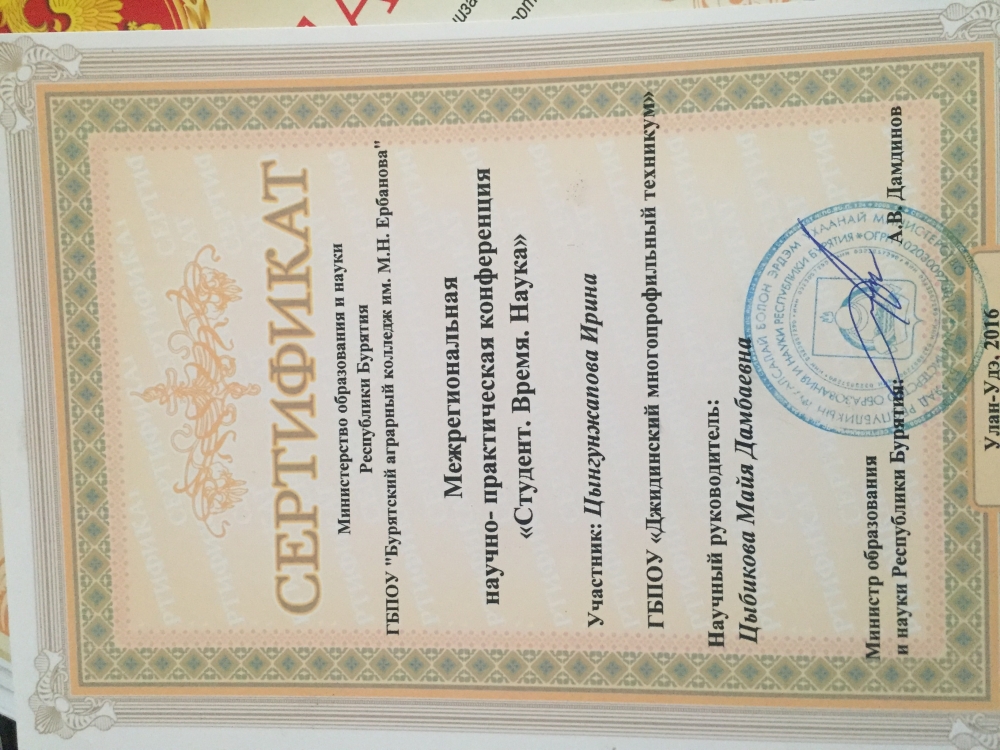 СЕРТИФИКАТ
Министерство образования и науки
Республики Бурятия
ГБПОУ "Бурятский аграрный колледж им. М.Н. Ербанова"
Межрегиональная
научно- практическая конференция
«Студент. Время. Наука»
Участник: Цынгунжапова Ирина
ГБПОУ «Джидинский многопрофильный техникум»
Научный руководитель:
Цыбикова Майя Дамбаевна
Министр образования
и науки Республики Бурятия:
А.В. Дамдинов
Улан-Удэ, 2016